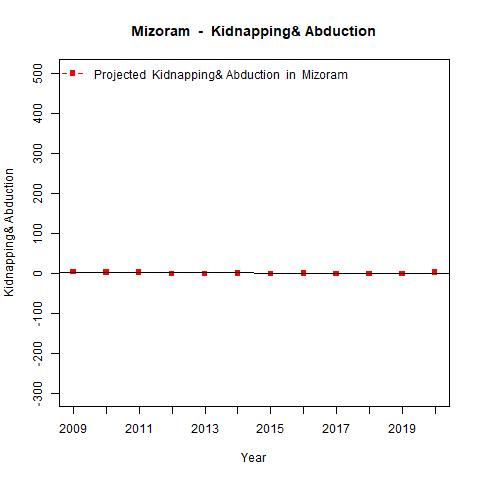 Mizoram - Kidnapping& Abduction
Projected Kidnapping& Abduction in Mizoram
500
400
300
200
100
0
-100
-200
-300
Kidnapping& Abduction
2009 2011 2013 2015 2017 2019
Year